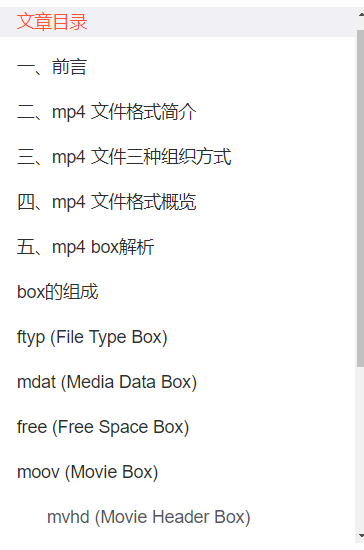 文章目录
一、前言
二、mp4 文件格式简介
三、mp4 文件三种组织方式
四、mp4 文件格式概览
五、mp4 box解析
box的组成
ftyp (File Type Box)
mdat (Media Data Box)
free (Free Space Box)
moov (Movie Box)
mvhd (Movie Header Box)